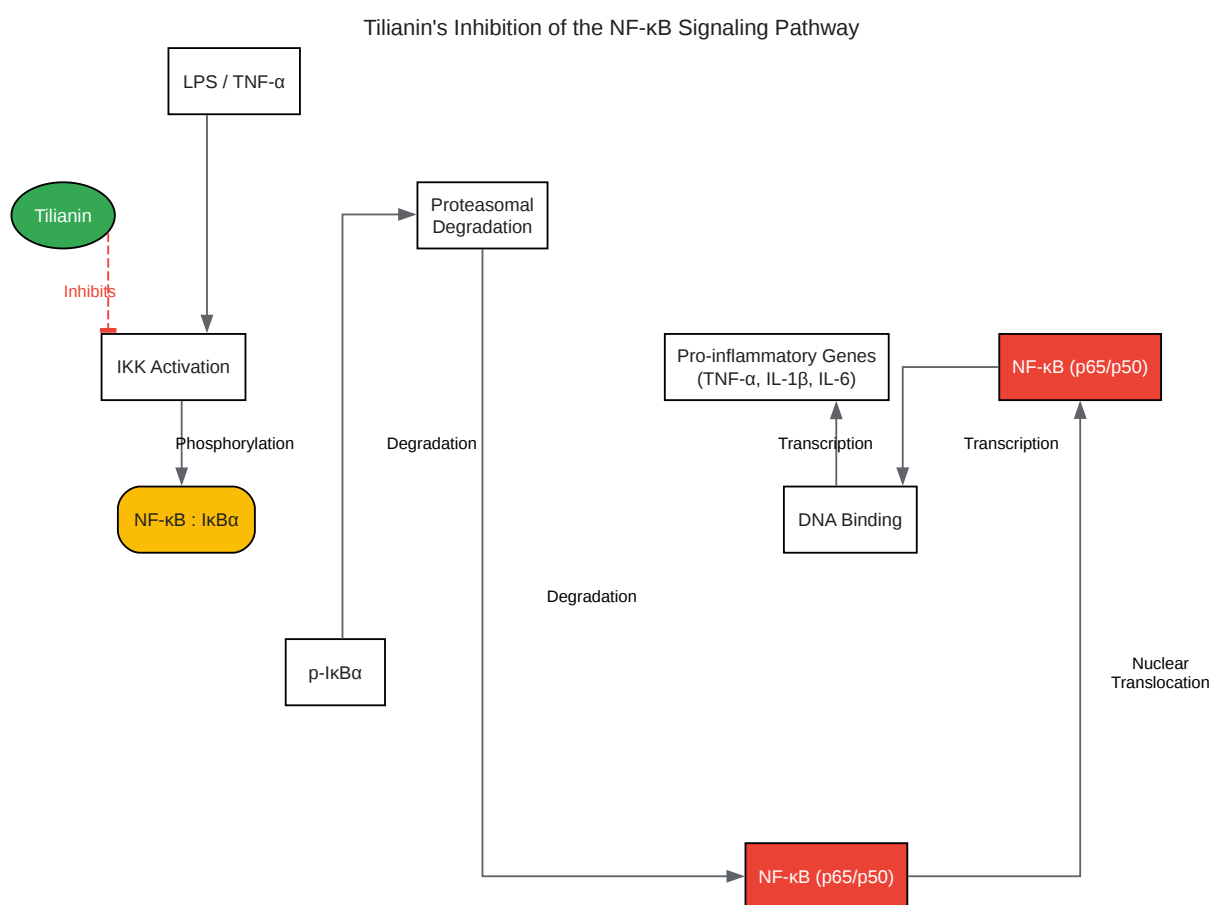 Tilianin's Inhibition of the NF-κB Signaling Pathway
LPS / TNF-α
Tilianin
Inhibits
IKK Activation
Phosphorylation
NF-κB : IκBα
p-IκBα
Proteasomal
Degradation
Degradation
Degradation
NF-κB (p65/p50)
Nuclear
Translocation
NF-κB (p65/p50)
Transcription
DNA Binding
Transcription
Pro-inflammatory Genes
(TNF-α, IL-1β, IL-6)